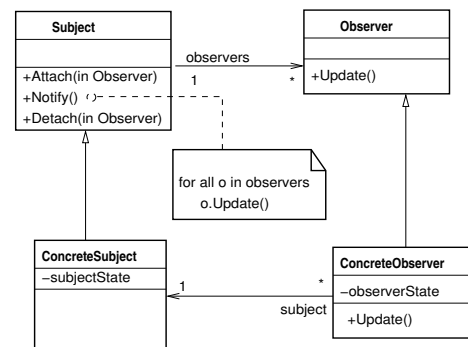 Subject
+Attach(in Observer)
+Notify()
+Detach(in Observer)
observers
1
*
Observer
+Update()
for all o in observers
o.Update()
ConcreteSubject
−subjectState
1
*
subject
ConcreteObserver
−observerState
+Update()